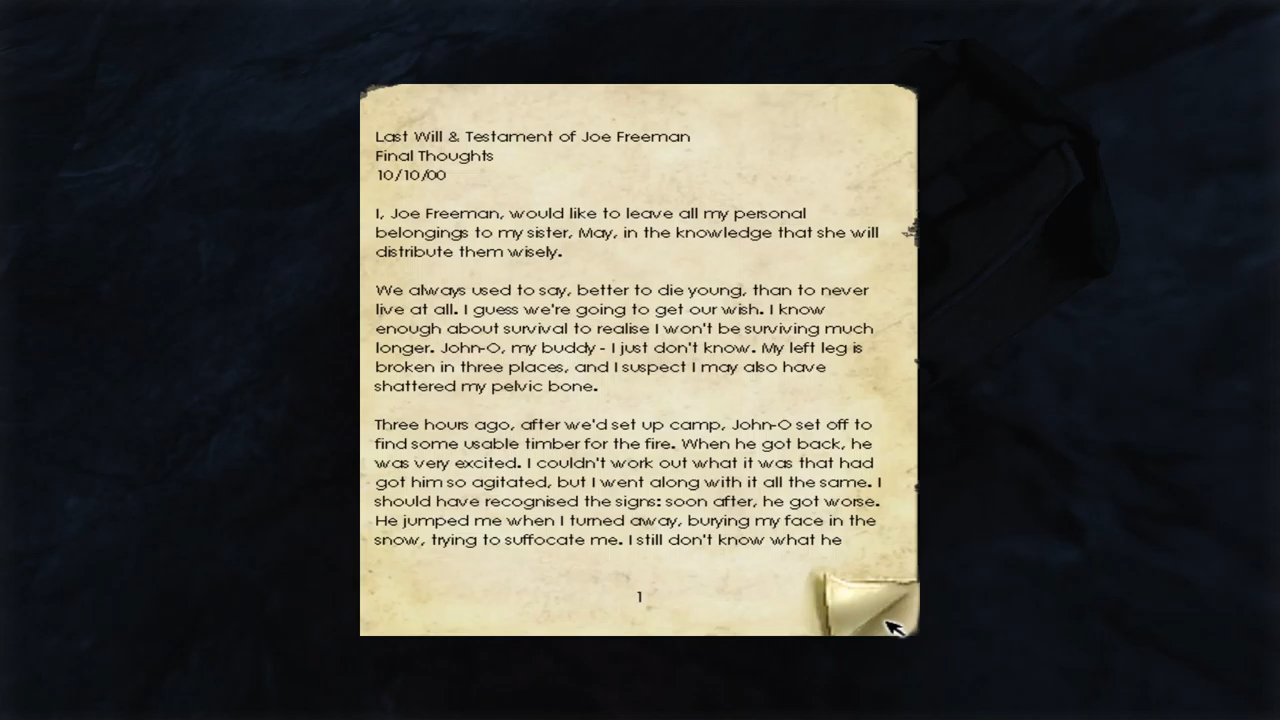 Last Will & Testament of Joe Freeman
Final Thoughts
10/10/00
I, Joe Freeman, would like to leave all my personal
belongings to my sister, May, in the knowledge that she will
distribute them wisely.
We always used to say, better to die young, than to never
live at all. I guess we're going to get our wish. I know
enough about survival to realise I won't be surviving much
longer. John-O, my buddy - I just don't know. My left leg is
broken in three places, and I suspect I may also have
shattered my pelvic bone.
Three hours ago, after we'd set up camp, John-O set off to
find some usable timber for the fire. When he got back, he
was very excited. I couldn't work out what it was that had
got him so agitated, but I went along with it all the same. I
should have recognised the signs: soon after, he got worse.
He jumped me when I turned away, burying my face in the
snow, trying to suffocate me. I still don't know what he
1